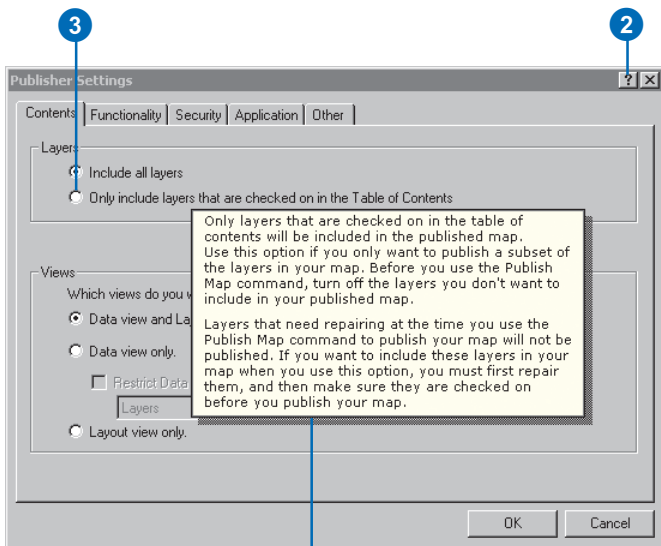 3
2
Publisher Settings
?
Contents Functionality Security Application Other
Layers
Include all layers
Only include layers that are checked on in the Table of Contents
Only layers that are checked on in the table of
contents will be included in the published map.
Use this option if you only want to publish a subset of
the layers in your map. Before you use the Publish
Map command, turn off the layers you don't want to
include in your published map.
Layers that need repairing at the time you use the
Publish Map command to publish your map will not be
published. If you want to include these layers in your
map when you use this option, you must first repair
them, and then make sure they are checked on
before you publish your map.
Views
Which views do you
Data view and
Data view only.
Restrict Data
Layers
Layout view only.
OK Cancel